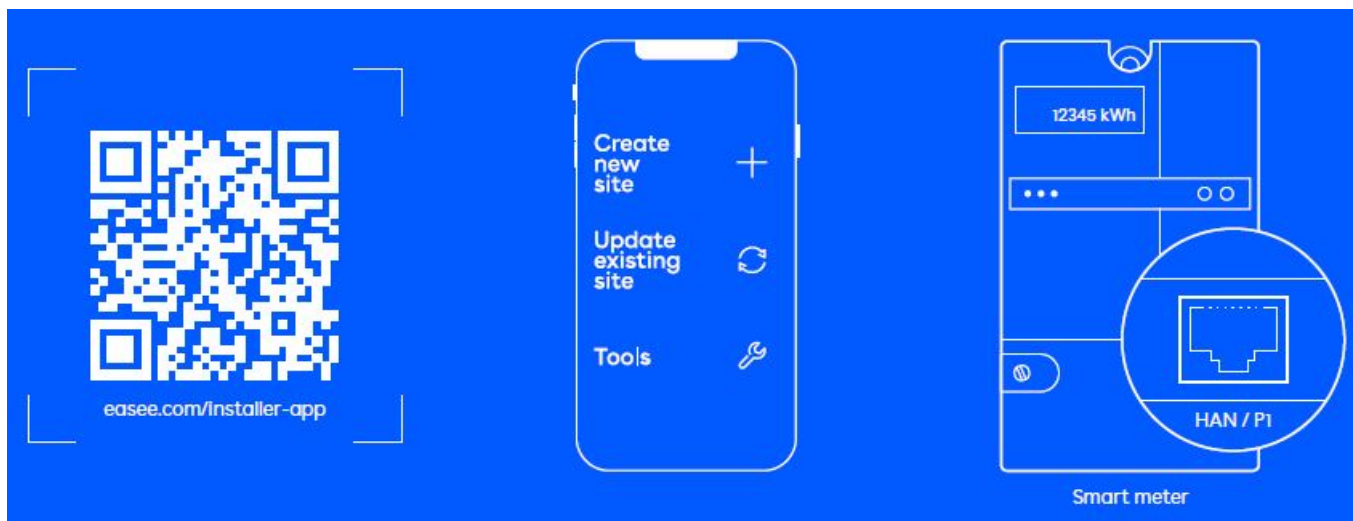 easee.com/installer-app
Create
new
site
Update
existing
site
Tools
12345 kWh
HAN / P1
Smart meter